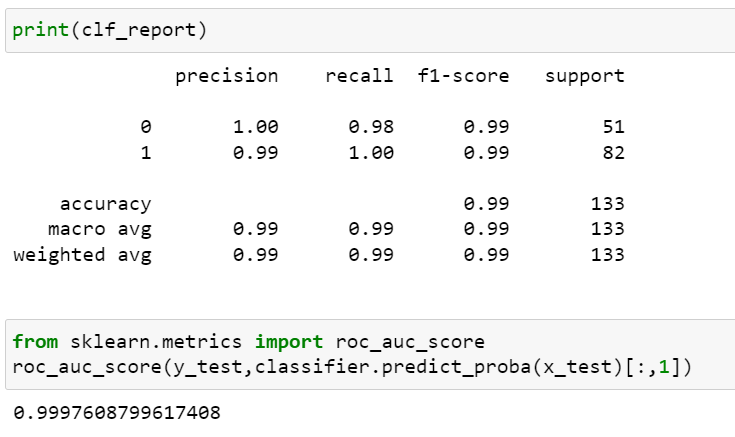 print(clf_report)
precision recall f1-score support
0 1.00 0.98 0.99 51
1 0.99 1.00 0.99 82
accuracy 0.99 133
macro avg 0.99 0.99 0.99 133
weighted avg 0.99 0.99 0.99 133
from sklearn.metrics import roc_auc_score
roc_auc_score(y_test,classifier.predict_proba(x_test)[:,1])
0.9997608799617408